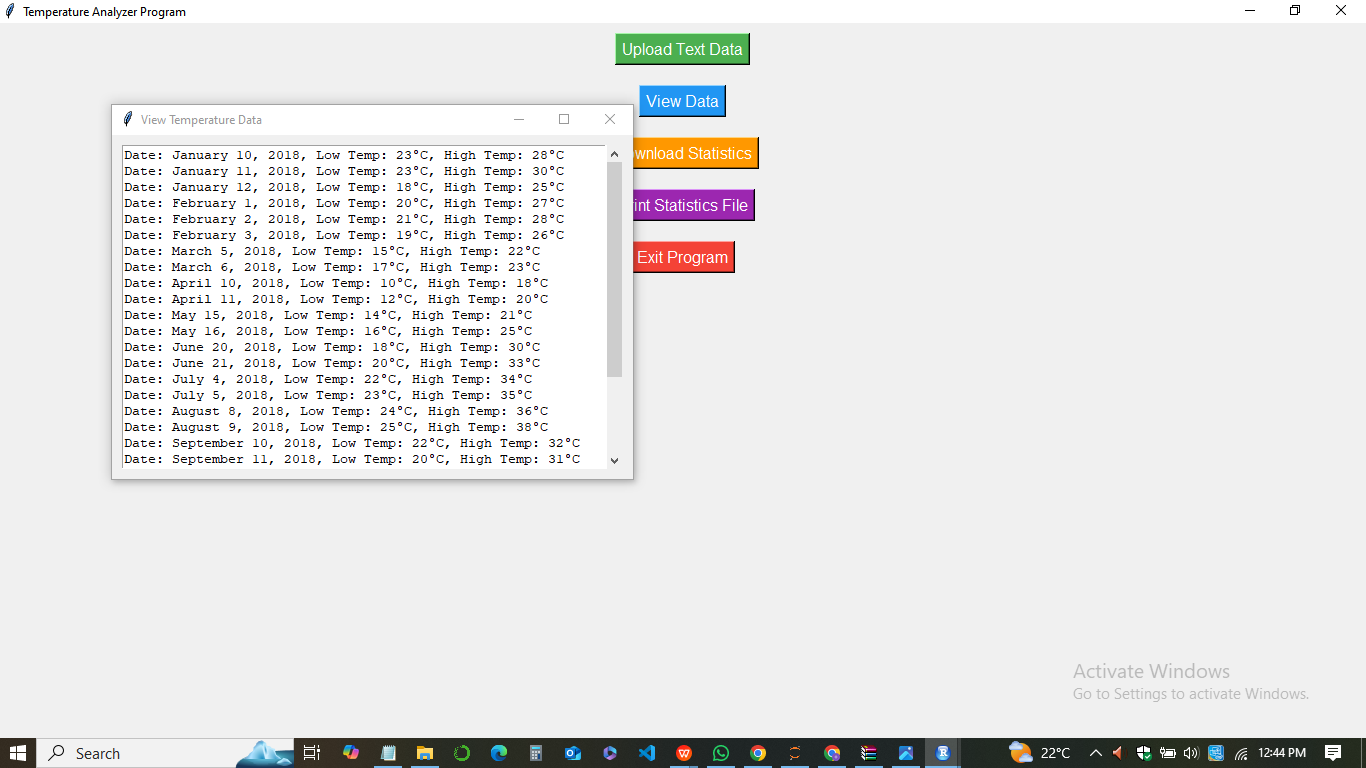 Temperature Analyzer Program
Upload Text Data
View Data
wnload Statistics
int Statistics File
Exit Program
View Temperature Data
Date: January 10, 2018, Low Temp: 23°C, High Temp: 28°C
Date: January 11, 2018, Low Temp: 23°C, High Temp: 30°C
Date: January 12, 2018, Low Temp: 18°C, High Temp: 25°C
Date: February 1, 2018, Low Temp: 20°C, High Temp: 27°C
Date: February 2, 2018, Low Temp: 21°C, High Temp: 28°C
Date: February 3, 2018, Low Temp: 19°C, High Temp: 26°C
Date: March 5, 2018, Low Temp: 15°C, High Temp: 22°C
Date: March 6, 2018, Low Temp: 17°C, High Temp: 23°C
Date: April 10, 2018, Low Temp: 10°C, High Temp: 18°C
Date: April 11, 2018, Low Temp: 12°C, High Temp: 20°C
Date: May 15, 2018, Low Temp: 14°C, High Temp: 21°C
Date: May 16, 2018, Low Temp: 16°C, High Temp: 25°C
Date: June 20, 2018, Low Temp: 18°C, High Temp: 30°C
Date: June 21, 2018, Low Temp: 20°C, High Temp: 33°C
Date: July 4, 2018, Low Temp: 22°C, High Temp: 34°C
Date: July 5, 2018, Low Temp: 23°C, High Temp: 35°C
Date: August 8, 2018, Low Temp: 24°C, High Temp: 36°C
Date: August 9, 2018, Low Temp: 25°C, High Temp: 38°C
Date: September 10, 2018, Low Temp: 22°C, High Temp: 32°C
Date: September 11, 2018, Low Temp: 20°C, High Temp: 31°C
Activate Windows
Go to Settings to activate Windows.
Search
22°C
12:44 PM